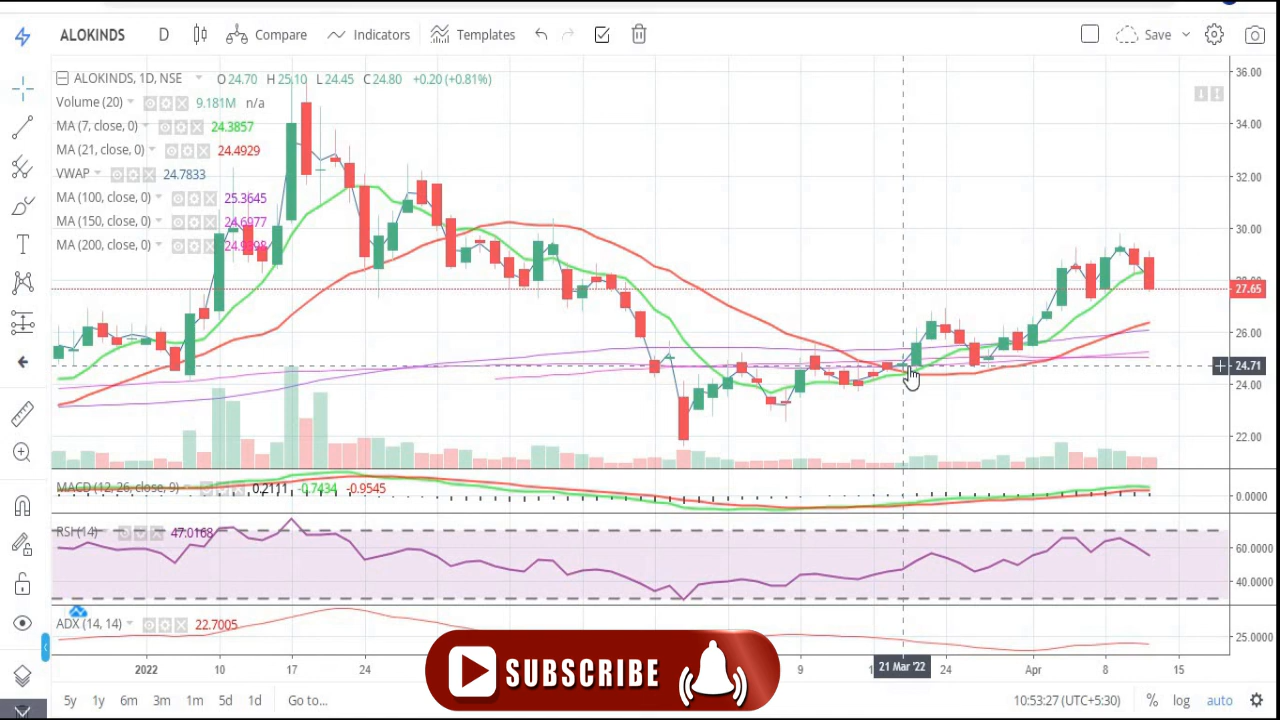 ALOKINDS D Compare Indicators Templates Save
ALOKINDS, 1D, NSE O 24.70 H 25.10 L 24.45 C 24.80 +0.20 (+0.81%)
Volume (20) 9.181M n/a
MA (7, close, 0) 24.3857
MA (21, close, 0) 24.4929
VWAP 24.7833
MA (100, close, 0) 25.3645
MA (150, close, 0)
MA (200, close, 0)
36.00
34.00
32.00
30.00
28.00
27.65
26.00
24.71
24.00
22.00
MACD (12, 26, close, 9) 0.2111 -0.7434 -0.9545
0.0000
RSI (14) 47.0168
60.0000
40.0000
ADX (14, 14) 22.7005
25.0000
2022 10 17 24 9 21 Mar '22 24 Apr 8 15
SUBSCRIBE
5y 1y 6m 3m 1m 5d 1d Go to... 10:53:27 (UTC+5:30) % log auto